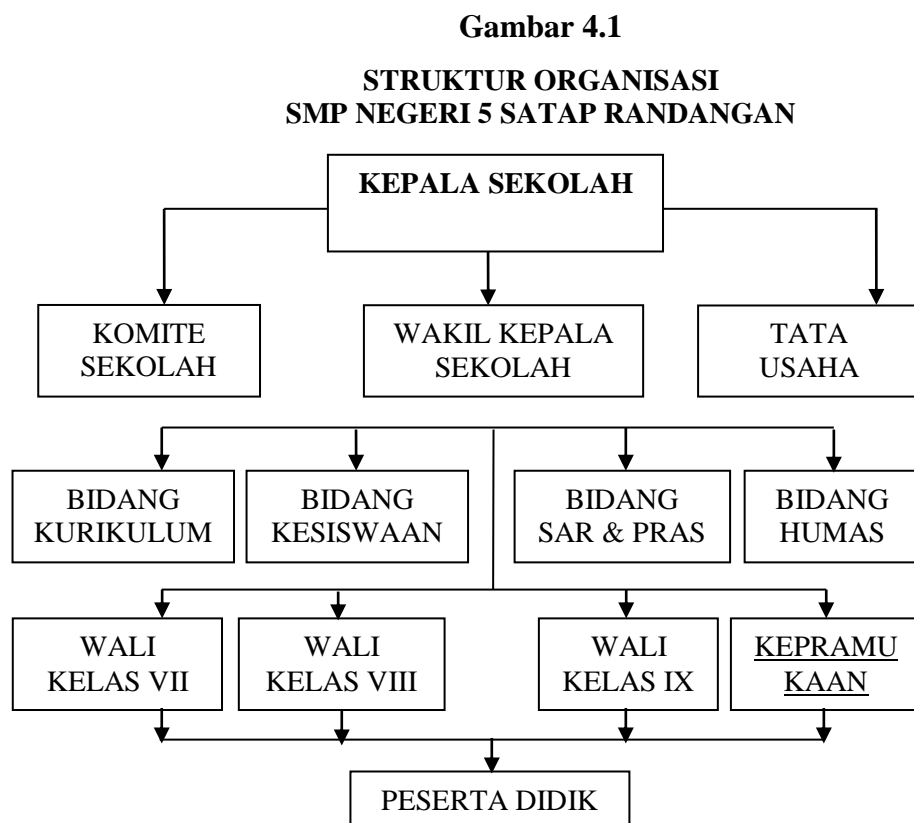 Gambar 4.1
STRUKTUR ORGANISASI
SMP NEGERI 5 SATAP RANDANGAN
KEPALA SEKOLAH
KOMITE
SEKOLAH
WAKIL KEPALA
SEKOLAH
TATA
USAHA
BIDANG
KURIKULUM
BIDANG
KESISWAAN
BIDANG
SAR & PRAS
BIDANG
HUMAS
WALI
KELAS VII
WALI
KELAS VIII
WALI
KELAS IX
KEPRAMU
KAAN
PESERTA DIDIK